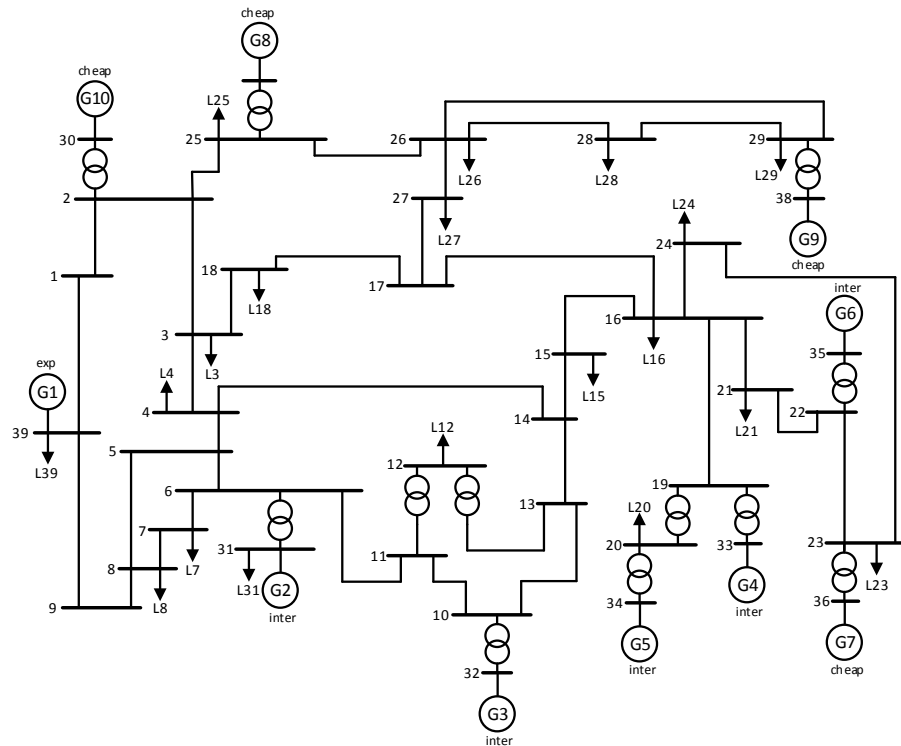 cheap
G8
cheap
G10
L25
30
25
26
28
29
L26
L28
L29
2
27
38
L24
L27
24
G9
cheap
18
1
17
inter
L18
G6
3
16
15
35
exp
L4
L3
L16
L15
G1
21
4
14
22
39
L12
L21
5
12
L39
6
19
13
L20
7
31
11
20
33
23
8
L7
L31
G2
L23
9
L8
inter
10
34
G4
36
inter
G5
G7
32
inter
cheap
G3
inter